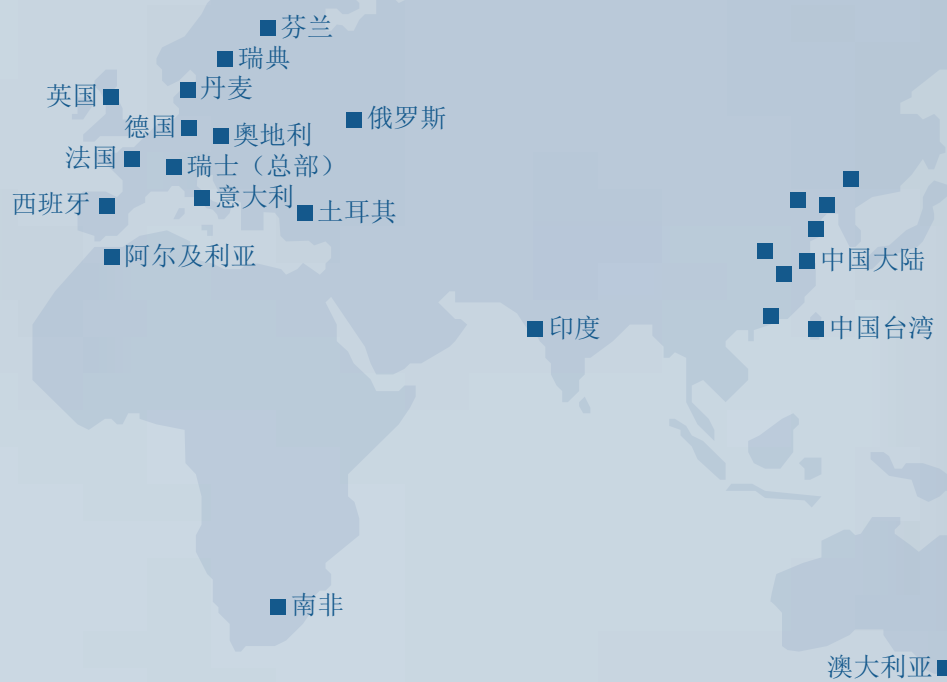 芬兰
瑞典
丹麦
英国
俄罗斯
德国
奥地利
法国
瑞士（总部）
意大利
西班牙
土耳其
阿尔及利亚
中国大陆
印度
中国台湾
南非
澳大利亚